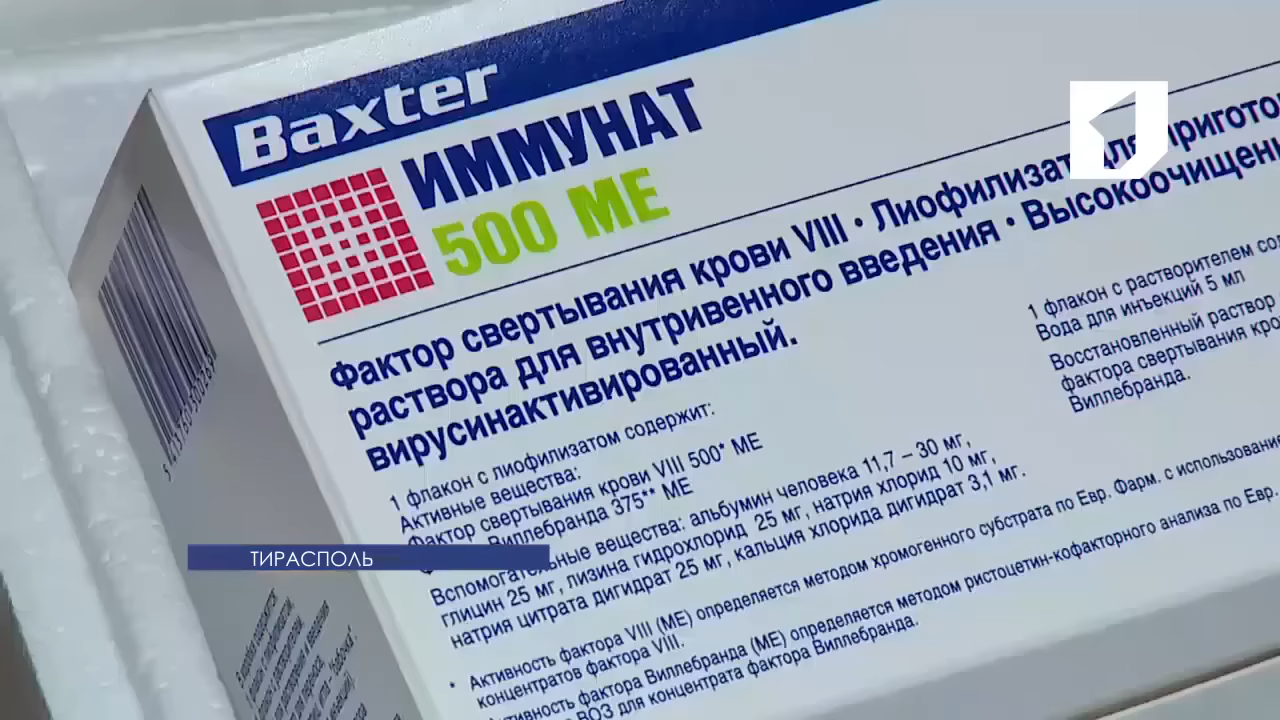 Baxter
ИММУНАТ
500 МЕ
Фактор свертывания крови VIII · Лиофилизат для пригото
раствора для внутривенного введения · Высокоочищен
вирусинактивированный.
1 флакон с лиофилизатом содержит:
Активные вещества:
Фактор свертывания крови VIII 500* МЕ
Виллебранда 375** МЕ
Вспомогательные вещества: альбумин человека 11,7 – 30 мг,
глицин 25 мг, лизина гидрохлорид 25 мг, натрия хлорид 10 мг,
натрия цитрата дигидрат 25 мг, кальция хлорида дигидрат 3,1 мг.
* Активность фактора VIII (МЕ) определяется методом хромогенного субстрата по Евр. Фарм. с использовани
концентратов фактора VIII.
Активность фактора Виллебранда (МЕ) определяется методом ристоцетин-кофакторного анализа по Евр.
ВОЗ для концентрата фактора Виллебранда.
1 флакон с растворителем сод
Вода для инъекций 5 мл
Восстановленный раствор
фактора свертывания кро
Виллебранда.
ТИРАСПОЛЬ